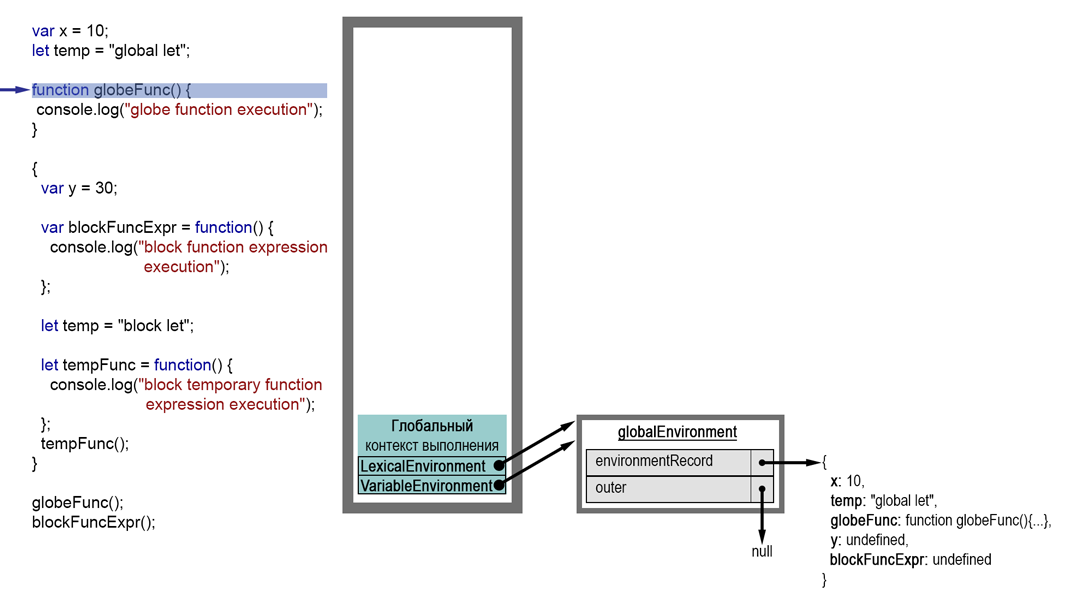 var x = 10;
let temp = "global let";
function globeFunc() {
console.log("globe function execution");
}
{
var y = 30;
var blockFuncExpr = function() {
console.log("block function expression
execution");
};
let temp = "block let";
let tempFunc = function() {
console.log("block temporary function
expression execution");
};
tempFunc();
}
globeFunc();
blockFuncExpr();
Глобальный
контекст выполнения
LexicalEnvironment
VariableEnvironment
globalEnvironment
environmentRecord
outer
null
{
x: 10,
temp: "global let",
globeFunc: function globeFunc(){...},
y: undefined,
blockFuncExpr: undefined
}